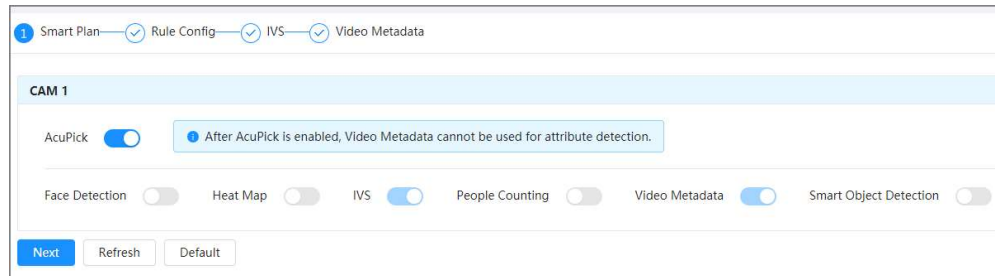 1 Smart Plan Rule Config IVS Video Metadata
CAM 1
AcuPick After AcuPick is enabled, Video Metadata cannot be used for attribute detection.
Face Detection Heat Map IVS People Counting Video Metadata Smart Object Detection
Next Refresh Default